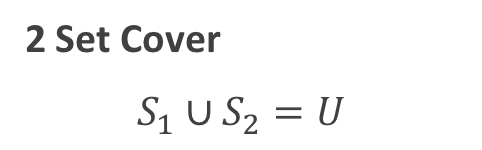 2 Set Cover
S₁ ∪ S₂ = U